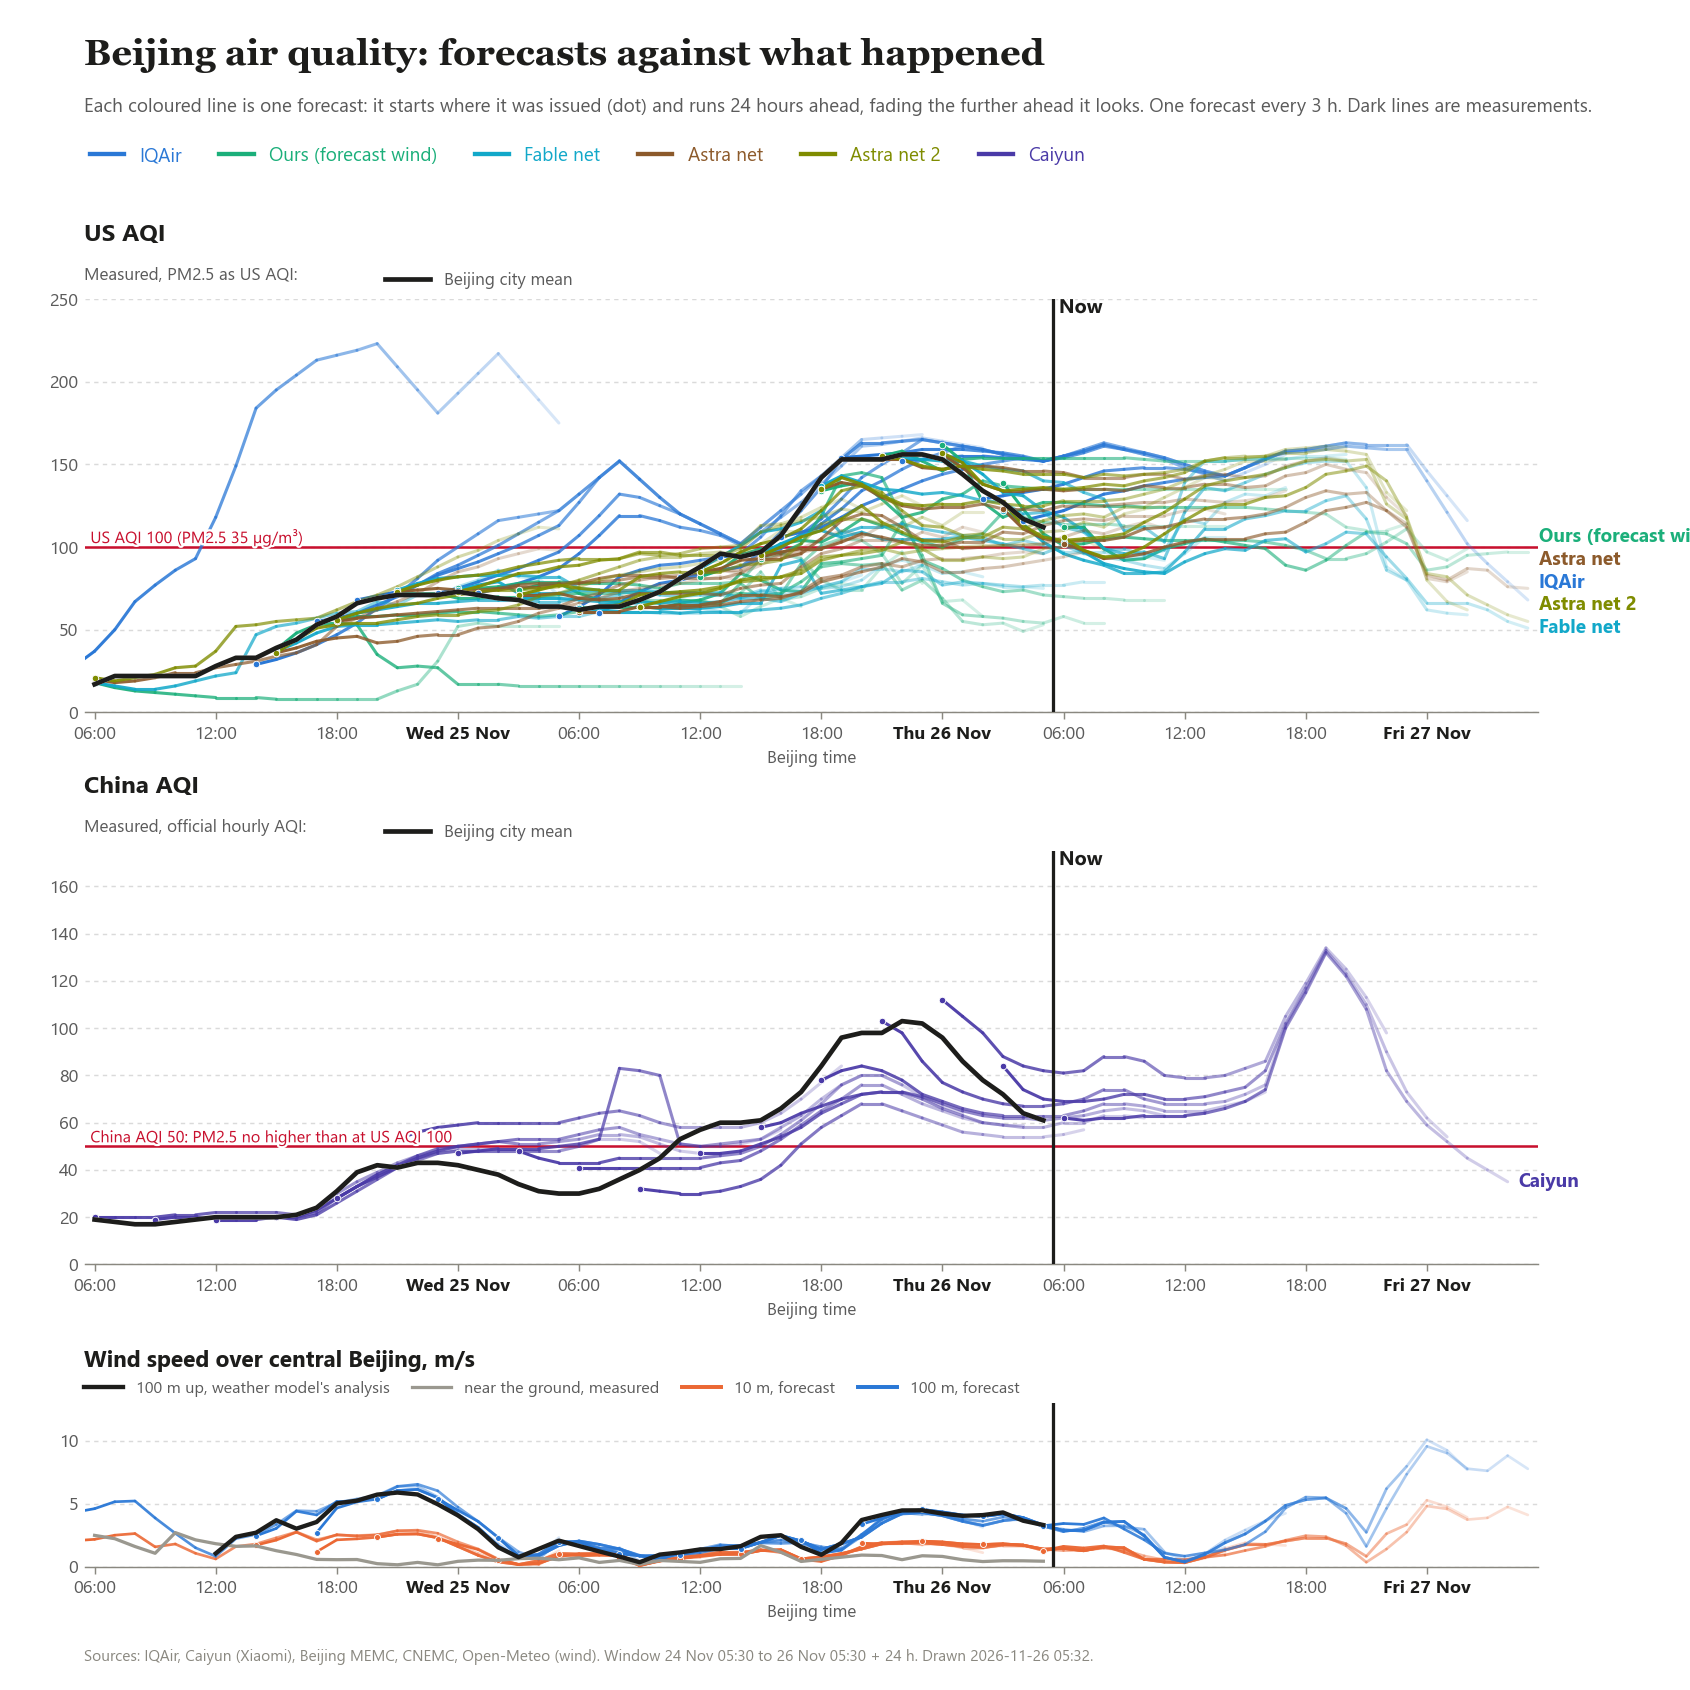 Beijing air quality: forecasts against what happened
Each coloured line is one forecast: it starts where it was issued (dot) and runs 24 hours ahead, fading the further ahead it looks. One forecast every 3 h. Dark lines are measurements.
IQAir Ours (forecast wind) Fable net Astra net Astra net 2 Caiyun
US AQI
Measured, PM2.5 as US AQI: Beijing city mean
250
Now
200
150
US AQI 100 (PM2.5 35 µg/m³)
100
50
0
Ours (forecast wi
Astra net
IQAir
Astra net 2
Fable net
06:00 12:00 18:00 Wed 25 Nov 06:00 12:00 18:00 Thu 26 Nov 06:00 12:00 18:00 Fri 27 Nov
Beijing time
China AQI
Measured, official hourly AQI: Beijing city mean
Now
160
140
120
100
80
60
China AQI 50: PM2.5 no higher than at US AQI 100
40
Caiyun
20
0
06:00 12:00 18:00 Wed 25 Nov 06:00 12:00 18:00 Thu 26 Nov 06:00 12:00 18:00 Fri 27 Nov
Beijing time
Wind speed over central Beijing, m/s
100 m up, weather model's analysis near the ground, measured 10 m, forecast 100 m, forecast
10
5
0
06:00 12:00 18:00 Wed 25 Nov 06:00 12:00 18:00 Thu 26 Nov 06:00 12:00 18:00 Fri 27 Nov
Beijing time
Sources: IQAir, Caiyun (Xiaomi), Beijing MEMC, CNEMC, Open-Meteo (wind). Window 24 Nov 05:30 to 26 Nov 05:30 + 24 h. Drawn 2026-11-26 05:32.